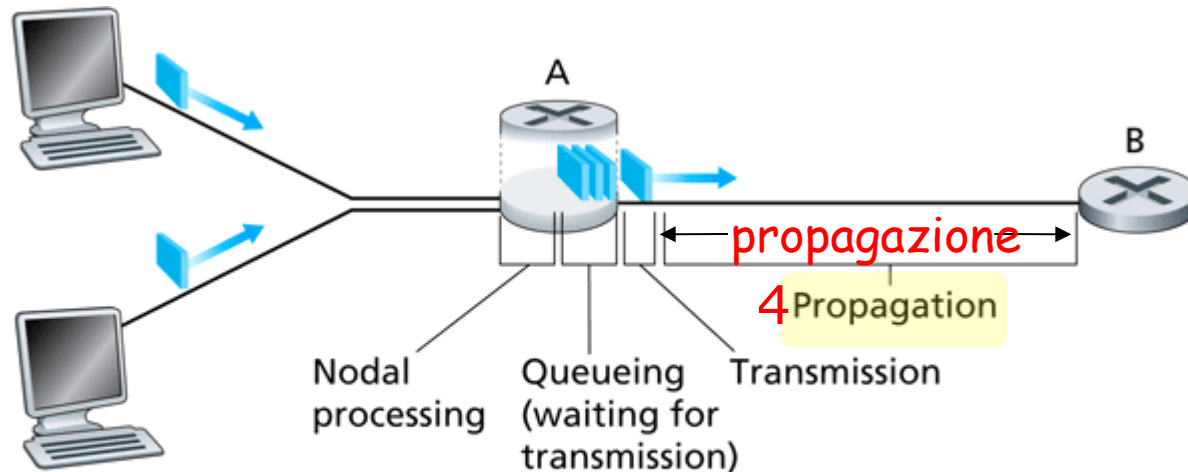 A
B
propagazione
4 Propagation
Nodal
processing
Queueing
(waiting for
transmission)
Transmission